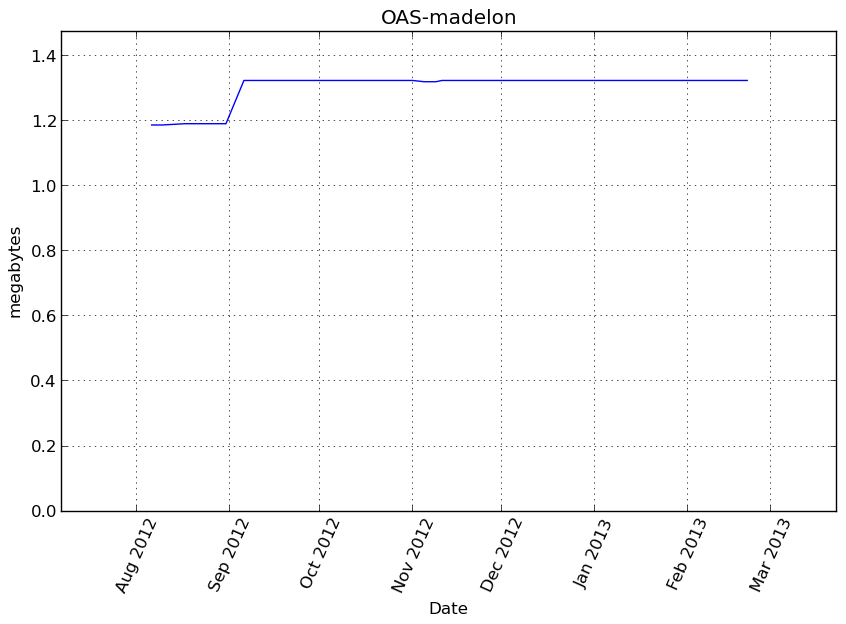 OAS-madelon
1.4
1.2
1.0
0.8
0.6
0.4
0.2
0.0
megabytes
Aug 2012
Sep 2012
Oct 2012
Nov 2012
Dec 2012
Jan 2013
Feb 2013
Mar 2013
Date